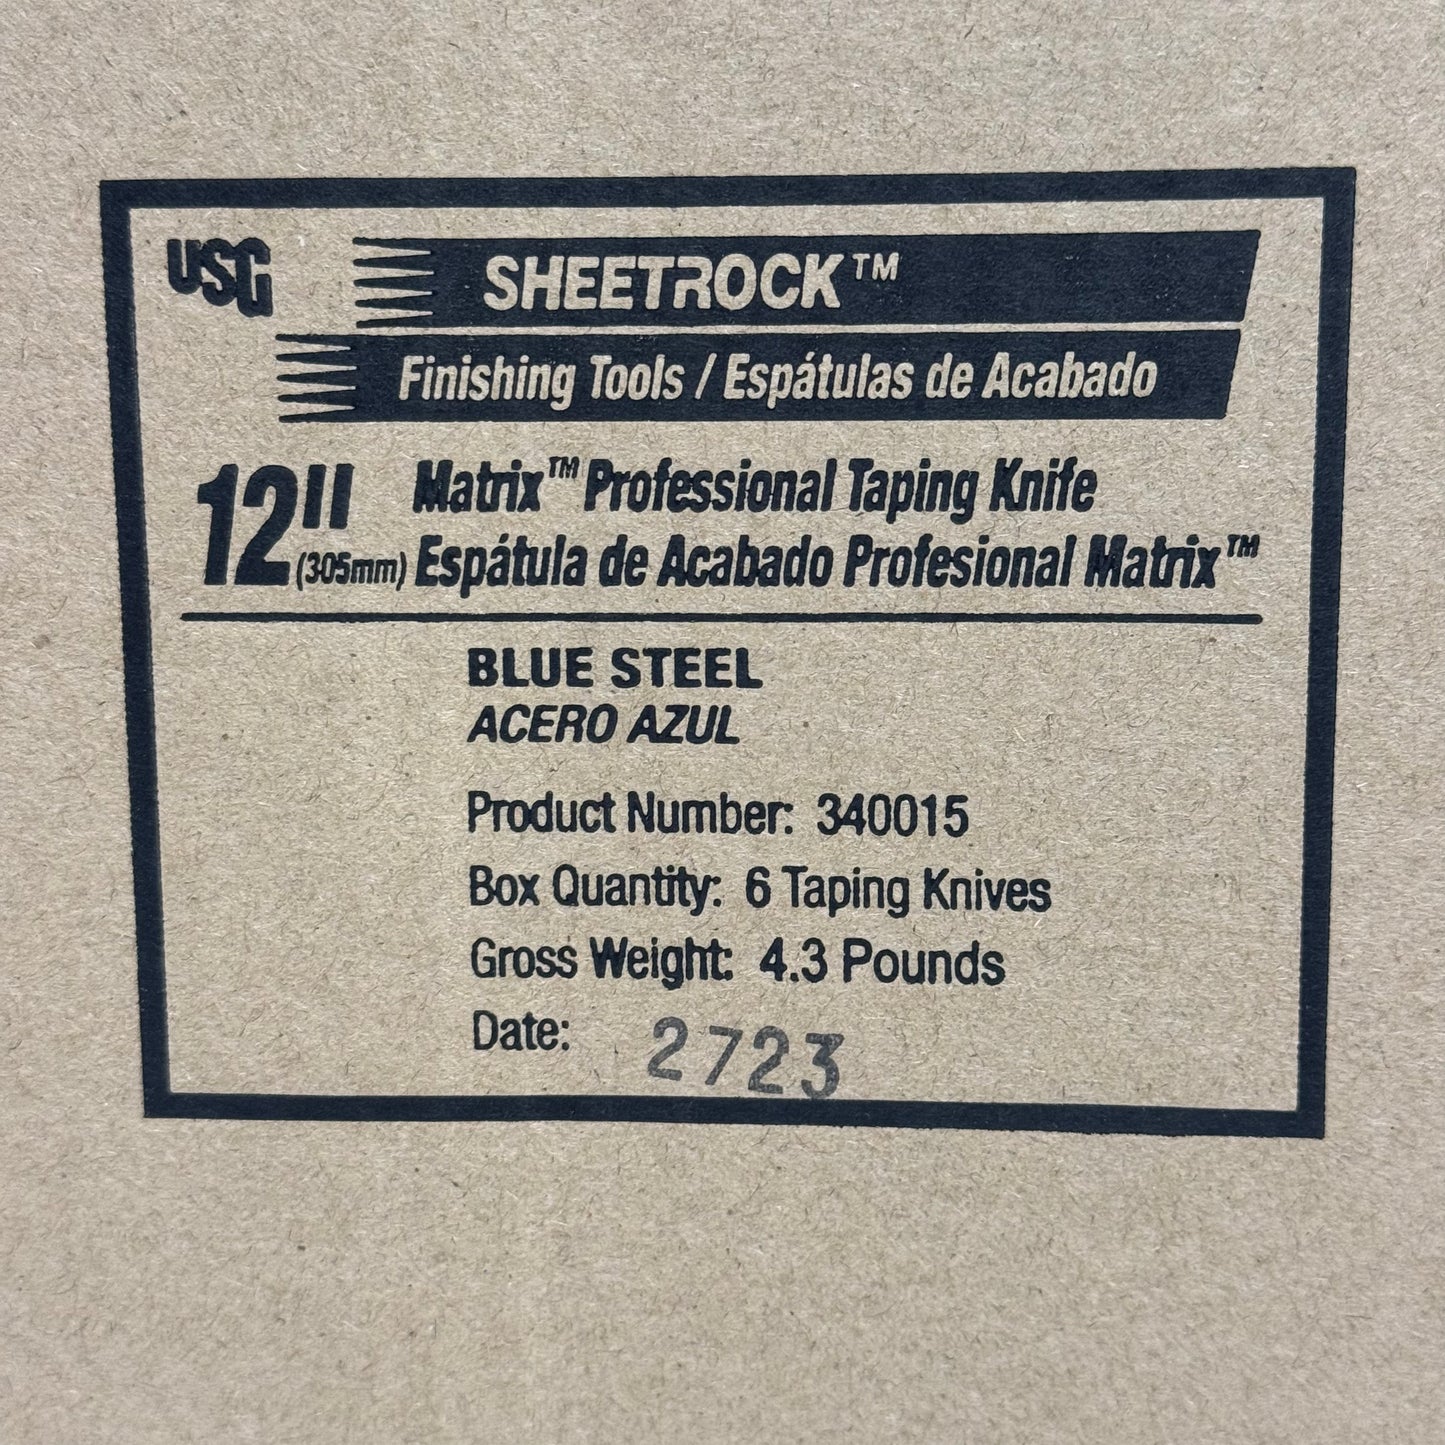 USG
SHEETROCK™
Finishing Tools / Espátulas de Acabado
12" (305mm)
Matrix™ Professional Taping Knife
Espátula de Acabado Profesional Matrix™
BLUE STEEL
ACERO AZUL
Product Number: 340015
Box Quantity: 6 Taping Knives
Gross Weight: 4.3 Pounds
Date: 2723